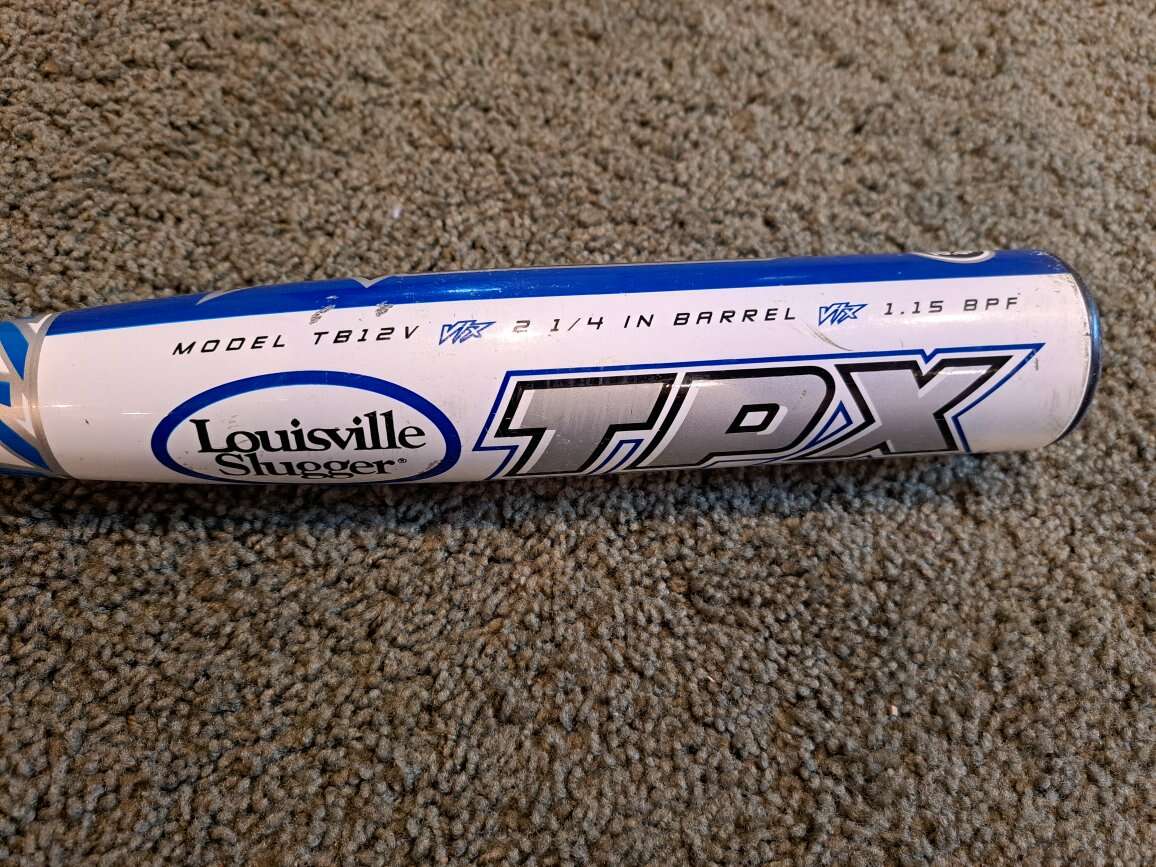 MODEL TB12V VTX 2 1/4 IN BARREL VTX 1.15 BPF
Louisville
Slugger®
TPX